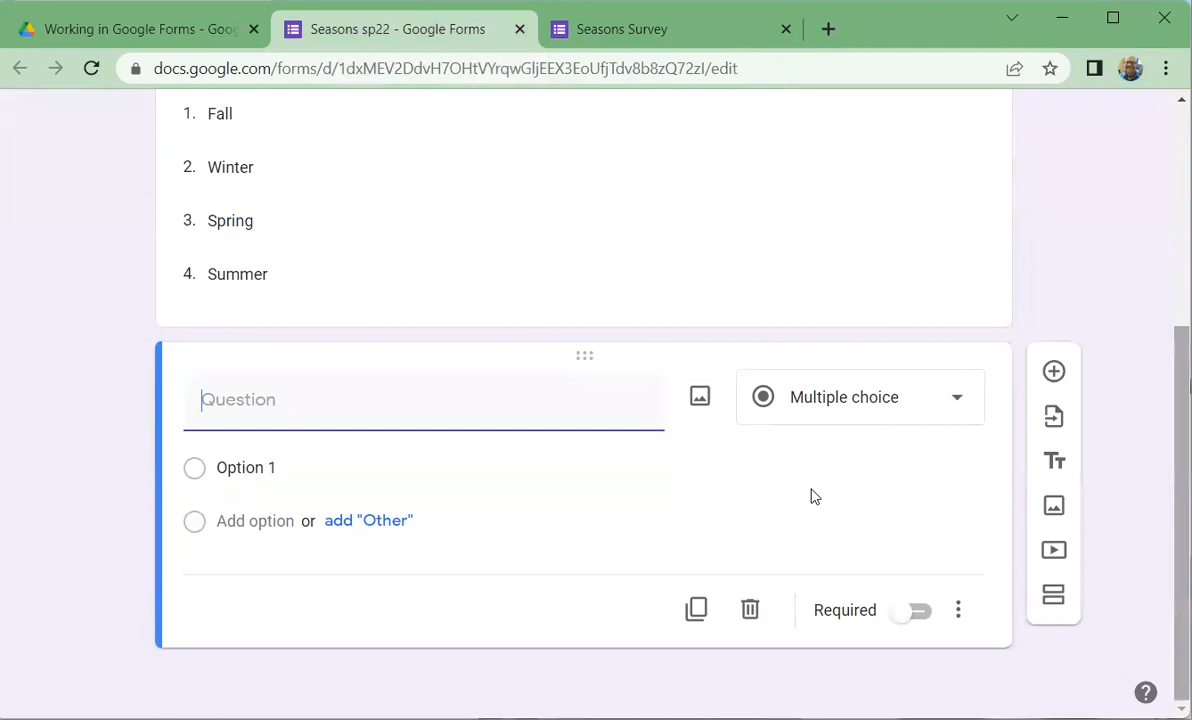 Working in Google Forms - Goog
Seasons sp22 - Google Forms
Seasons Survey
docs.google.com/forms/d/1dxMEV2DdvH7OHtVYrqwGljEEX3EoUfjTdv8b8zQ72zI/edit
1. Fall
2. Winter
3. Spring
4. Summer
Question
Multiple choice
Option 1
Add option or add "Other"
Required